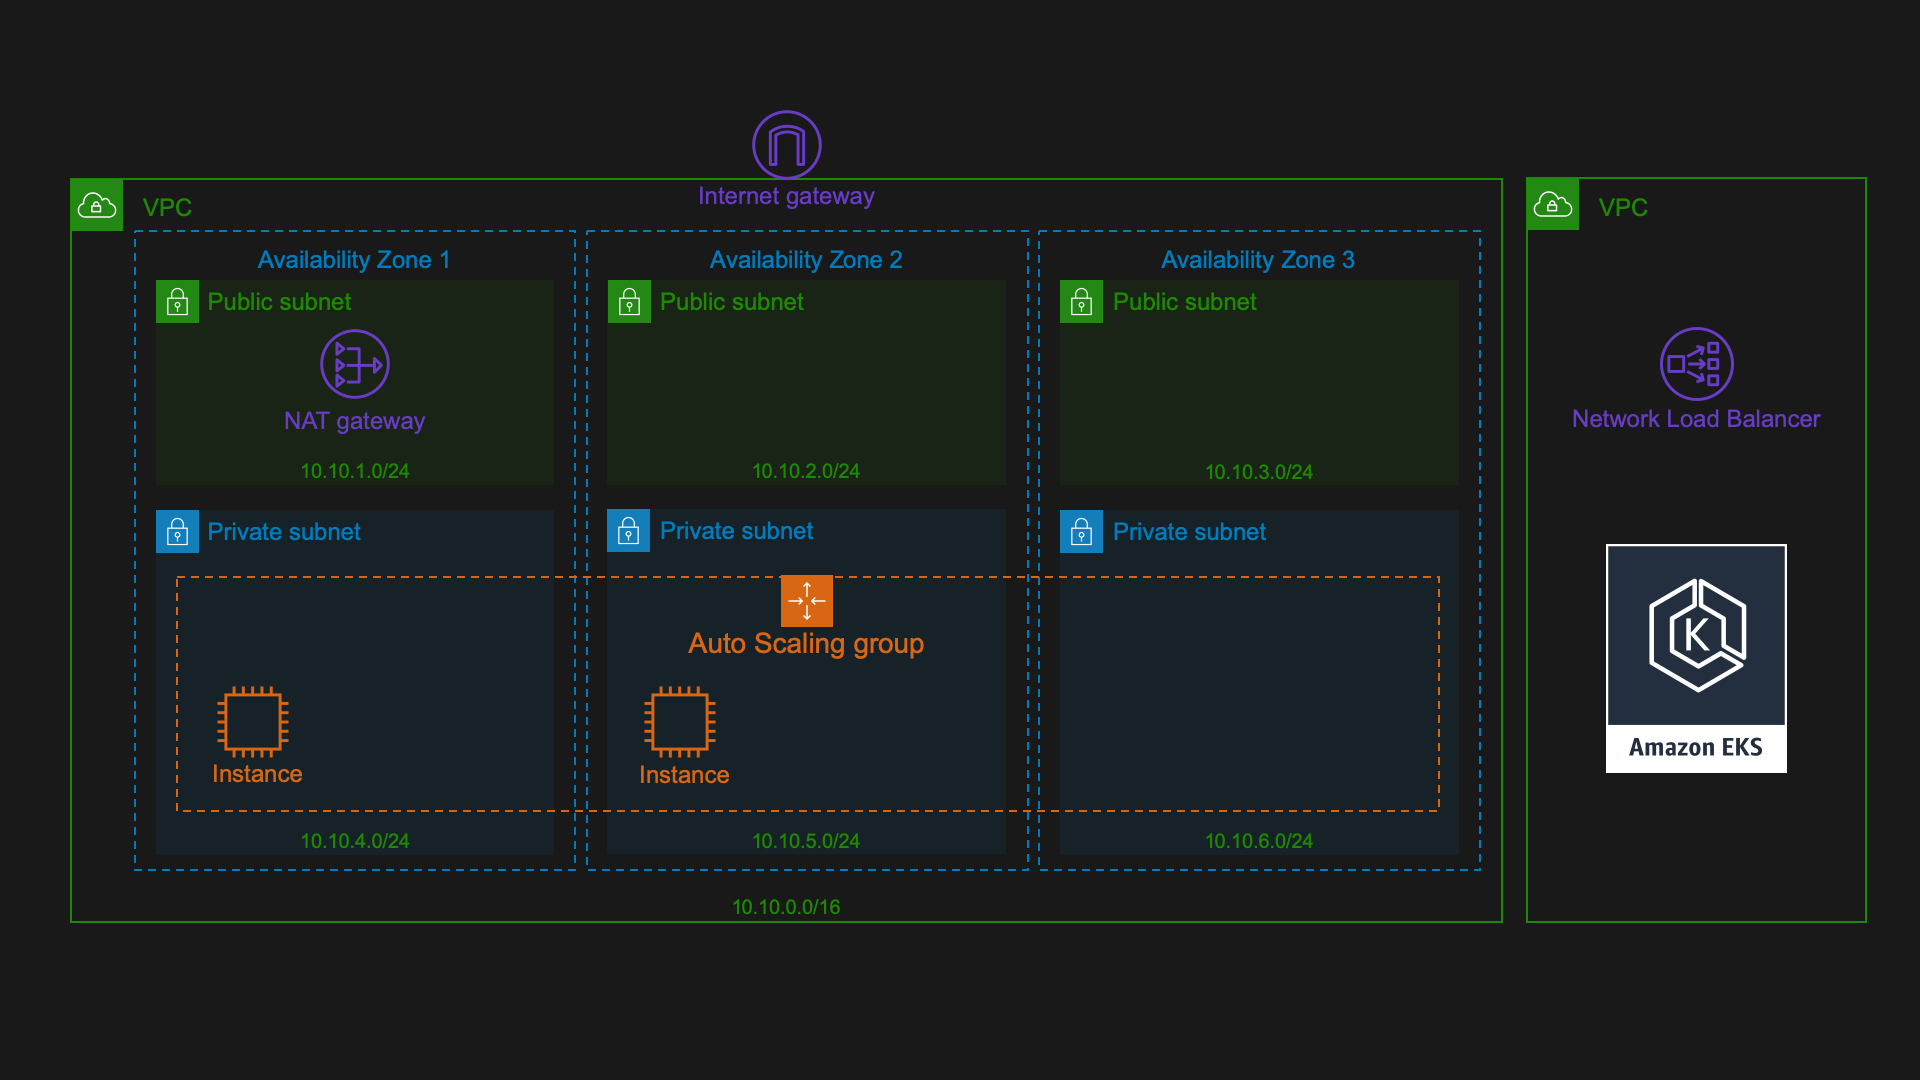 Internet gateway
VPC
Availability Zone 1
Availability Zone 2
Availability Zone 3
Public subnet
Public subnet
Public subnet
NAT gateway
10.10.1.0/24
10.10.2.0/24
10.10.3.0/24
Private subnet
Private subnet
Private subnet
Auto Scaling group
Instance
Instance
10.10.4.0/24
10.10.5.0/24
10.10.6.0/24
10.10.0.0/16
VPC
Network Load Balancer
K
Amazon EKS